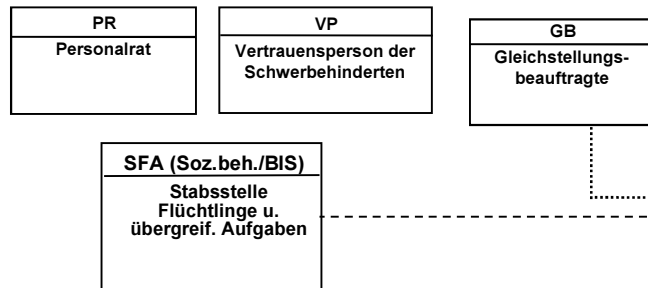 PR
Personalrat
VP
Vertrauensperson der
Schwerbehinderten
GB
Gleichstellungs-
beauftragte
SFA (Soz.beh./BIS)
Stabsstelle
Flüchtlinge u.
übergreif. Aufgaben